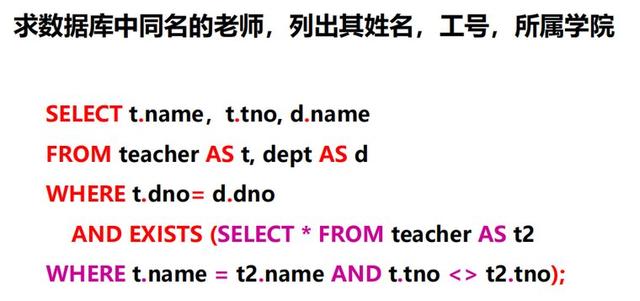 求数据库中同名的老师，列出其姓名，工号，所属学院
SELECT t.name，t.tno, d.name
FROM teacher AS t, dept AS d
WHERE t.dno= d.dno
AND EXISTS (SELECT * FROM teacher AS t2
WHERE t.name = t2.name AND t.tno <> t2.tno);